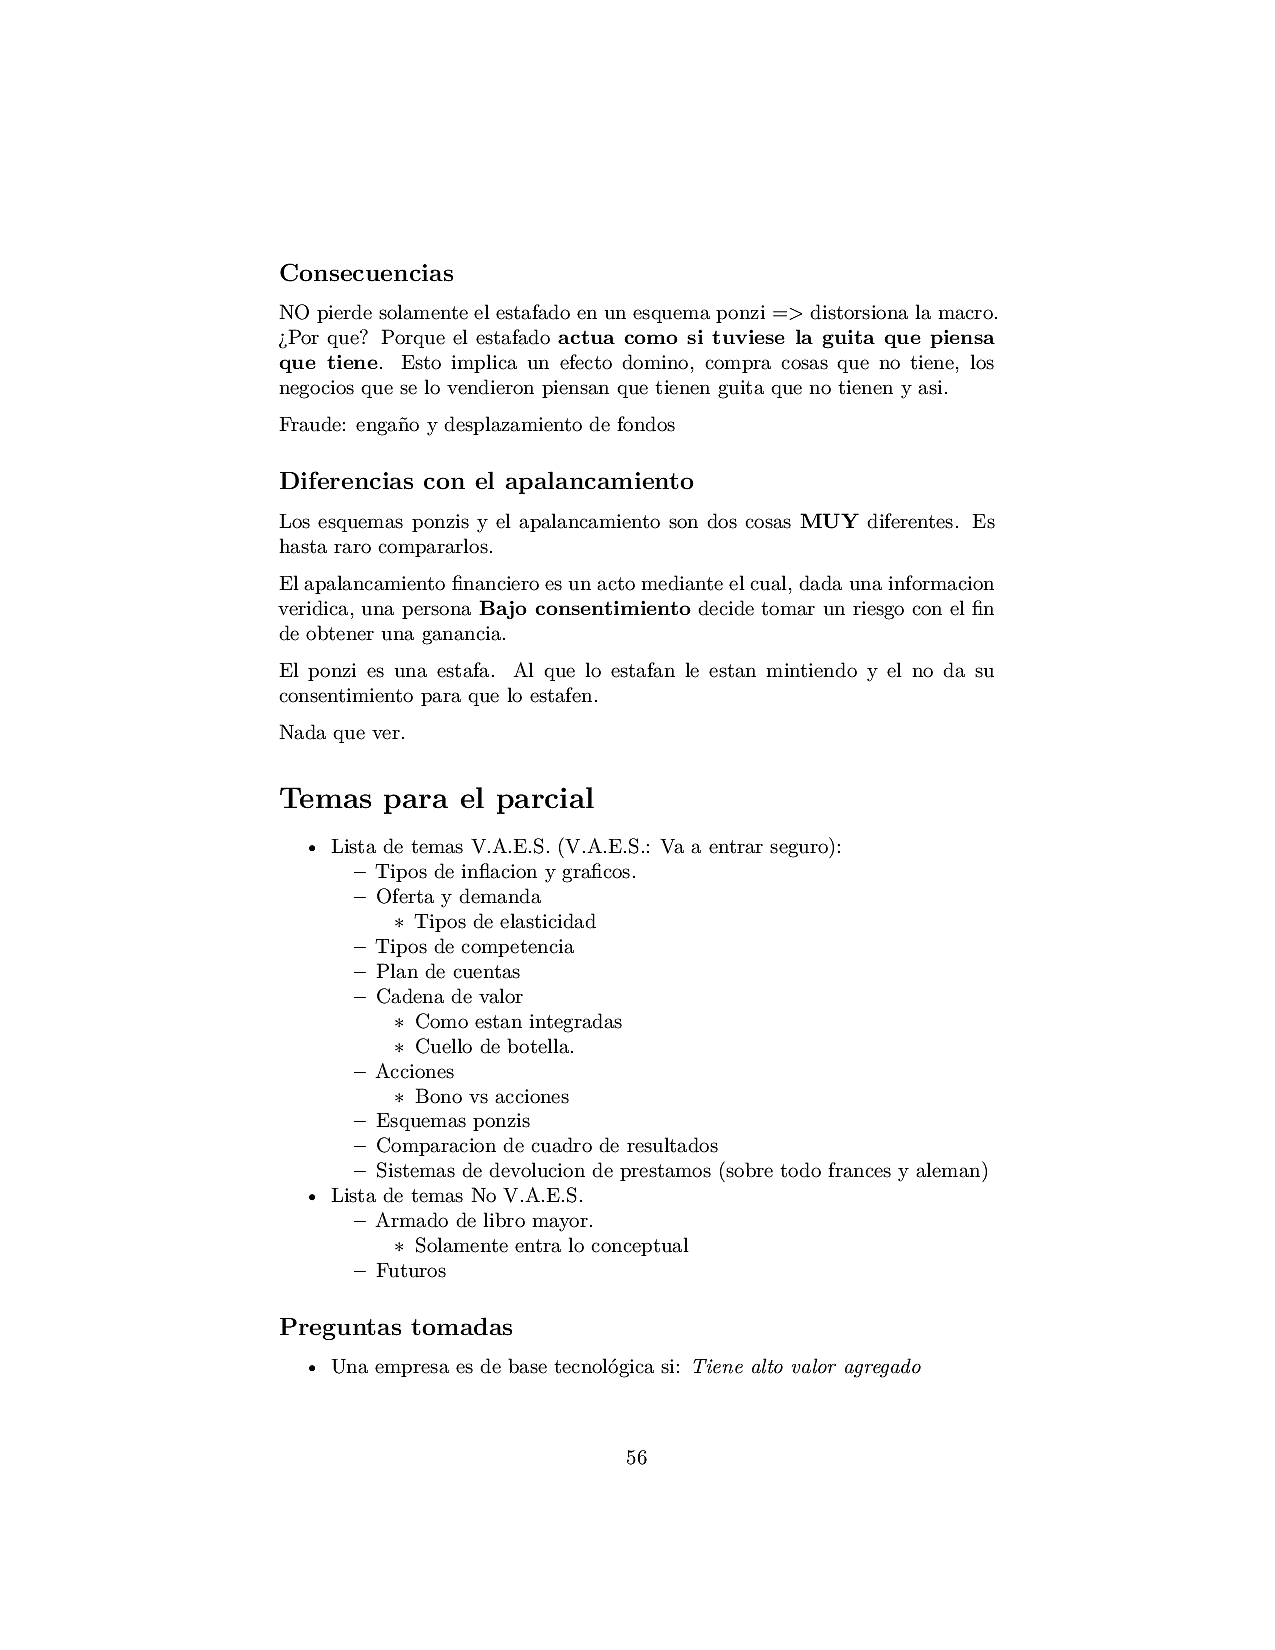 Consecuencias
NO pierde solamente el estafado en un esquema ponzi => distorsiona la macro.
¿Por que? Porque el estafado actua como si tuviese la guita que piensa
que tiene. Esto implica un efecto domino, compra cosas que no tiene, los
negocios que se lo vendieron piensan que tienen guita que no tienen y asi.
Fraude: engaño y desplazamiento de fondos
Diferencias con el apalancamiento
Los esquemas ponzis y el apalancamiento son dos cosas MUY diferentes. Es
hasta raro compararlos.
El apalancamiento financiero es un acto mediante el cual, dada una informacion
veridica, una persona Bajo consentimiento decide tomar un riesgo con el fin
de obtener una ganancia.
El ponzi es una estafa. Al que lo estafan le estan mintiendo y el no da su
consentimiento para que lo estafen.
Nada que ver.
Temas para el parcial
• Lista de temas V.A.E.S. (V.A.E.S.: Va a entrar seguro):
– Tipos de inflacion y graficos.
– Oferta y demanda
∗ Tipos de elasticidad
– Tipos de competencia
– Plan de cuentas
– Cadena de valor
∗ Como estan integradas
∗ Cuello de botella.
– Acciones
∗ Bono vs acciones
– Esquemas ponzis
– Comparacion de cuadro de resultados
– Sistemas de devolucion de prestamos (sobre todo frances y aleman)
• Lista de temas No V.A.E.S.
– Armado de libro mayor.
∗ Solamente entra lo conceptual
– Futuros
Preguntas tomadas
• Una empresa es de base tecnológica si: Tiene alto valor agregado
56